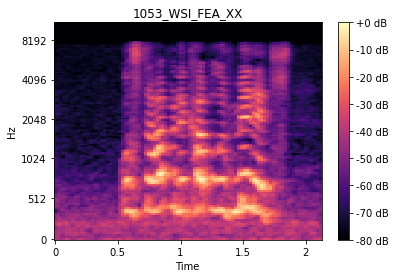 1053_WSI_FEA_XX
+0 dB
8192
-10 dB
4096
-20 dB
-30 dB
2048
Hz
-40 dB
1024
-50 dB
512
-60 dB
-70 dB
0
-80 dB
0
0.5
1
1.5
2
Time